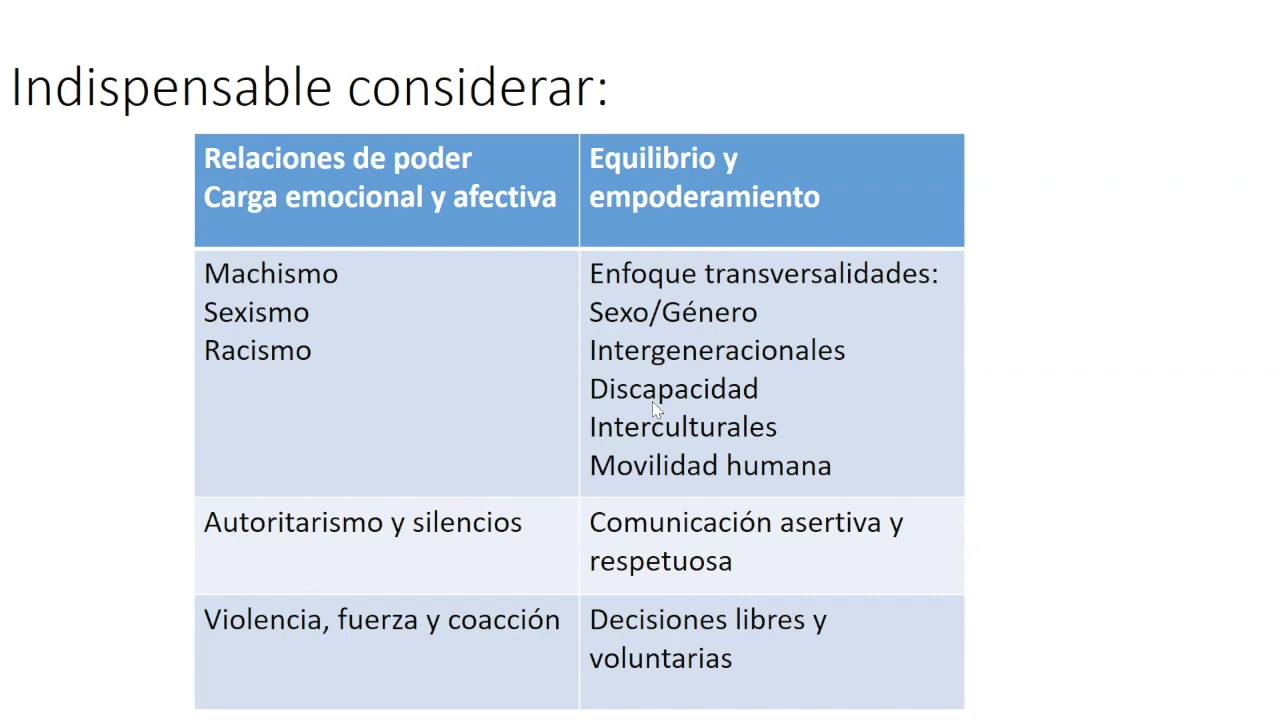 Indispensable considerar:
Relaciones de poder
Carga emocional y afectiva
Equilibrio y
empoderamiento
Machismo
Sexismo
Racismo
Enfoque transversalidades:
Sexo/Género
Intergeneracionales
Discapacidad
Interculturales
Movilidad humana
Autoritarismo y silencios
Comunicación asertiva y
respetuosa
Violencia, fuerza y coacción
Decisiones libres y
voluntarias